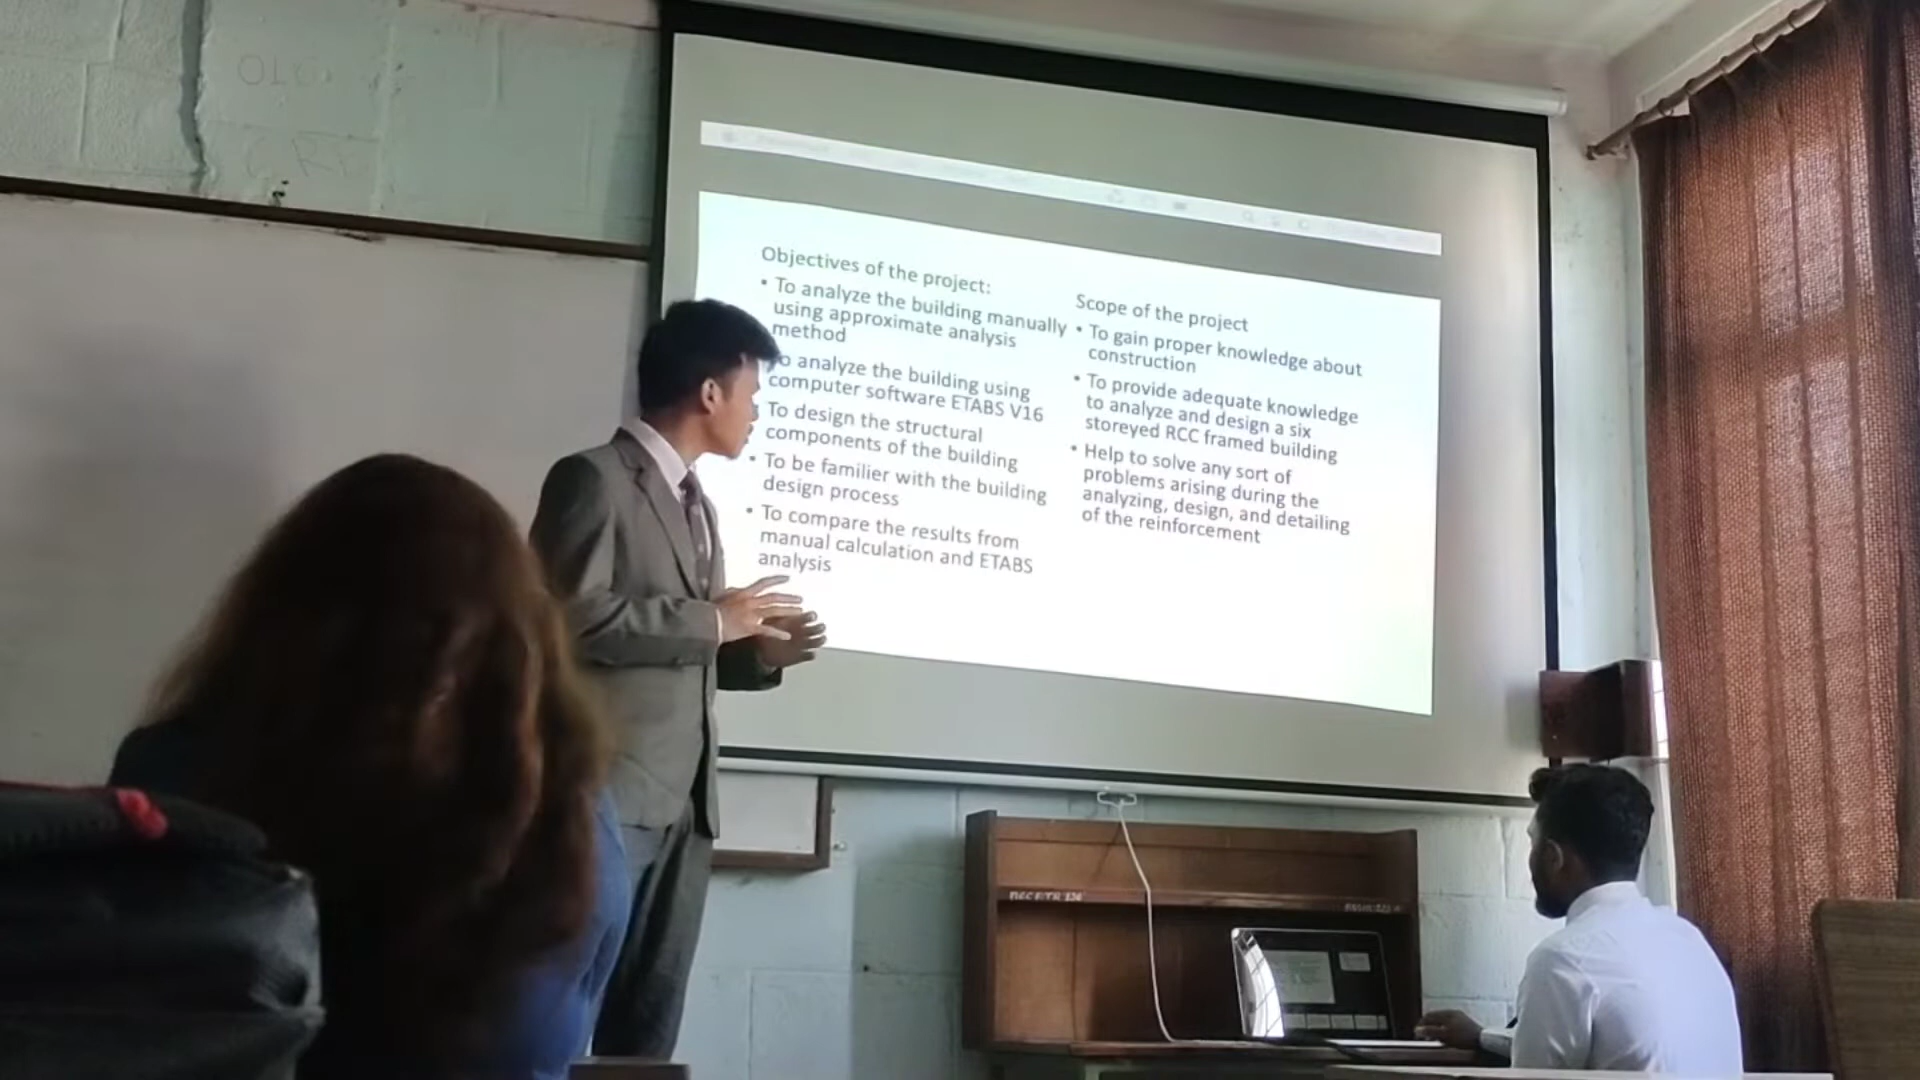 Objectives of the project:
• To analyze the building manually
using approximate analysis
method
To analyze the building using
computer software ETABS V16
To design the structural
components of the building
• To be familier with the building
design process
• To compare the results from
manual calculation and ETABS
analysis
Scope of the project
• To gain proper knowledge about
construction
• To provide adequate knowledge
to analyze and design a six
storeyed RCC framed building
• Help to solve any sort of
problems arising during the
analyzing, design, and detailing
of the reinforcement